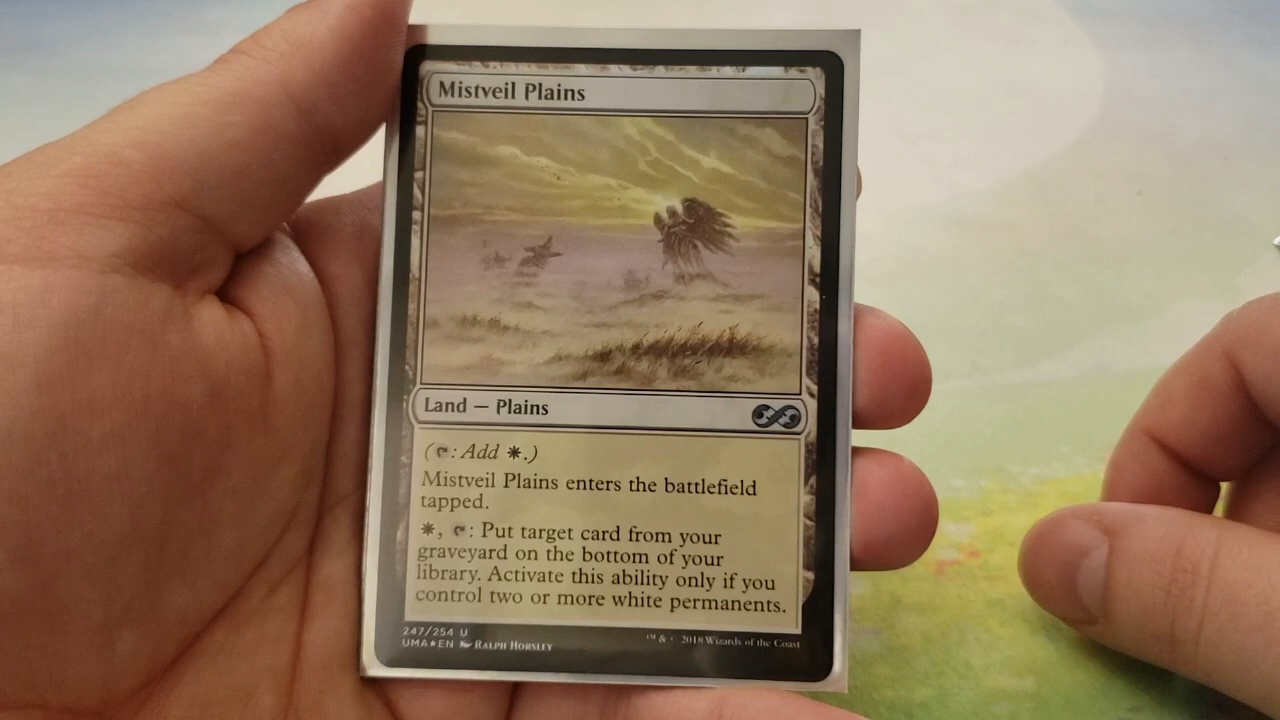 Mistveil Plains
Land — Plains
(: Add .)
Mistveil Plains enters the battlefield
tapped.
, : Put target card from your
graveyard on the bottom of your
library. Activate this ability only if you
control two or more white permanents.
247/254 U
UMA★EN Ralph Horsley
™ & © 2018 Wizards of the Coast